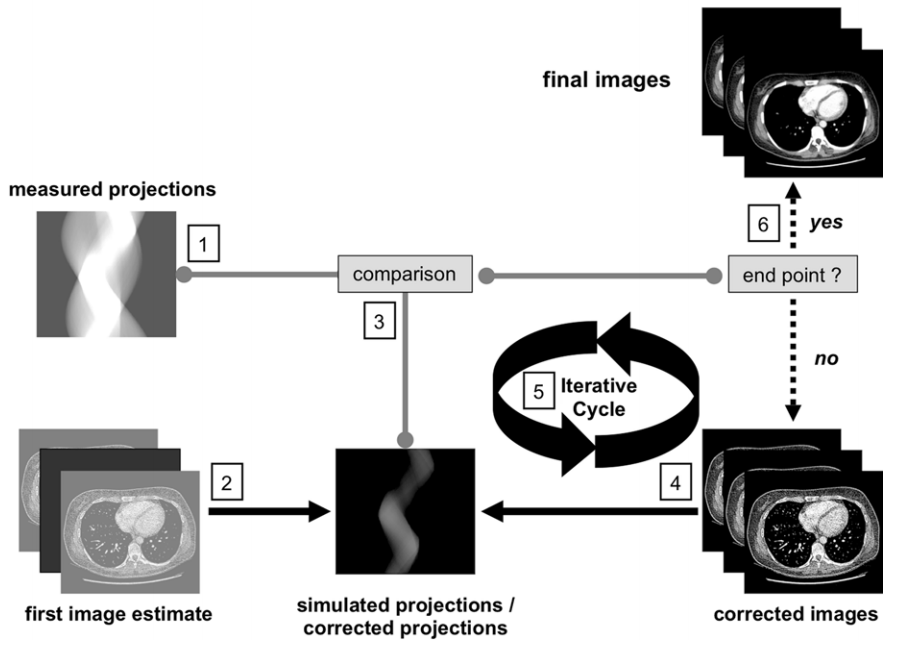 final images
measured projections
1
6
yes
comparison
end point ?
3
no
5
Iterative
Cycle
2
4
first image estimate
simulated projections /
corrected projections
corrected images